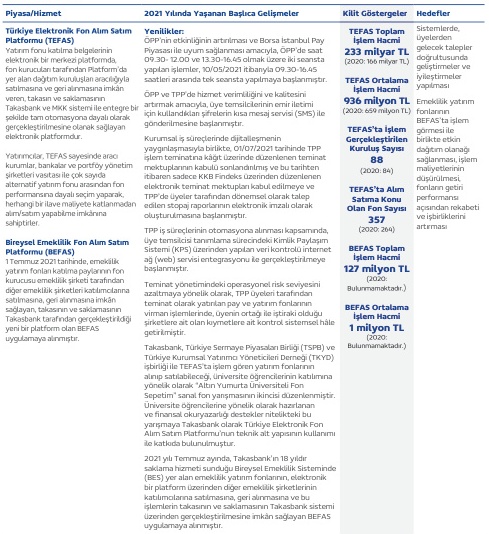 Piyasa/Hizmet
2021 Yılında Yaşanan Başlıca Gelişmeler
Kilit Göstergeler
Hedefler
Türkiye Elektronik Fon Alım Satım
Platformu (TEFAS)
Yatırım fonu katılma belgelerinin
elektronik bir merkezi platformda,
fon kurucuları tarafından Platform'da
yer alan dağıtım kuruluşları aracılığıyla
satılmasına ve geri alınmasına imkân
veren, takasın ve saklamasının
Takasbank ve MKK sistemi ile entegre bir
şekilde tam otomasyona dayalı olarak
gerçekleştirilmesine olanak sağlayan
elektronik platformdur.
Yatırımcılar, TEFAS sayesinde aracı
kurumlar, bankalar ve portföy yönetim
şirketleri vasıtası ile çok sayıda
alternatif yatırım fonu arasından fon
performansına dayalı seçim yaparak,
herhangi bir ilave maliyete katlanmadan
alım/satım yapabilme imkânına
sahiptirler.
Bireysel Emeklilik Fon Alım Satım
Platformu (BEFAS)
1 Temmuz 2021 tarihinde, emeklilik
yatırım fonları katılma paylarının fon
kurucusu emeklilik şirketi tarafından
diğer emeklilik şirketleri katılımcılarına
satılmasına, geri alınmasına imkân
sağlayan, takasının ve saklamasının
Takasbank tarafından gerçekleştirildiği
yeni bir platform olan BEFAS
uygulamaya alınmıştır.
Yenilikler:
ÖPP'nin etkinliğinin artırılması ve Borsa İstanbul Pay
Piyasası ile uyum sağlanması amacıyla, ÖPP'de saat
09.30- 12.00 ve 13.30-16.45 olmak üzere iki seansta
yapılan işlemler, 10/05/2021 itibarıyla 09.30-16.45
saatleri arasında tek seansta yapılmaya başlanmıştır.
ÖPP ve TPP'de hizmet verimliliğini ve kalitesini
artırmak amacıyla, üye temsilcilerinin emir iletimi
için kullandıkları şifrelerin kısa mesaj servisi (SMS) ile
gönderilmesine başlanmıştır.
Kurumsal iş süreçlerinde dijitalleşmenin
yaygınlaşmasıyla birlikte, 01/07/2021 tarihinde TPP
işlem teminatına kâğıt üzerinde düzenlenen teminat
mektuplarının kabulü sonlandırılmış ve bu tarihten
itibaren sadece KKB Findeks üzerinden düzenlenen
elektronik teminat mektupları kabul edilmeye ve
TPP'de üyeler tarafından dönemsel olarak talep
edilen stopaj raporlarının elektronik imzalı olarak
oluşturulmasına başlanmıştır.
TPP iş süreçlerinin otomasyona alınması kapsamında,
üye temsilcisi tanımlama sürecindeki Kimlik Paylaşım
Sistemi (KPS) üzerinden yapılan veri kontrolü internet
ağ (web) servisi entegrasyonu ile gerçekleştirilmeye
başlanmıştır.
Teminat yönetimindeki operasyonel risk seviyesini
azaltmaya yönelik olarak, TPP üyeleri tarafından
teminat olarak yatırılan pay ve yatırım fonlarının
virman işlemlerinde, üyenin ortağı ile iştiraki olduğu
şirketlere ait olan kıymetlere ait kontrol sistemsel hâle
getirilmiştir.
Takasbank, Türkiye Sermaye Piyasaları Birliği (TSPB) ve
Türkiye Kurumsal Yatırımcı Yöneticileri Derneği (TKYD)
işbirliği ile TEFAS'ta işlem gören yatırım fonlarının
alınıp satılabileceği, üniversite öğrencilerinin katılımına
yönelik olarak "Altın Yumurta Üniversiteli Fon
Sepetim" sanal fon yarışmasının ikincisi düzenlenmiştir.
Üniversite öğrencilerine yönelik olarak hazırlanan
ve finansal okuryazarlığı destekler nitelikteki bu
yarışmaya Takasbank olarak Türkiye Elektronik Fon
Alım Satım Platformu'nun teknik alt yapısının kullanımı
ile katkıda bulunulmuştur.
2021 yılı Temmuz ayında, Takasbank'ın 18 yıldır
saklama hizmeti sunduğu Bireysel Emeklilik Sisteminde
(BES) yer alan emeklilik yatırım fonlarının, elektronik
bir platform üzerinden diğer emeklilik şirketlerinin
katılımcılarına satılmasına, geri alınmasına ve bu
işlemlerin takasının ve saklamasının Takasbank sistemi
üzerinden gerçekleştirilmesine imkân sağlayan BEFAS
uygulamaya alınmıştır.
TEFAS Toplam
İşlem Hacmi
233 milyar TL
(2020: 166 milyar TL)
TEFAS Ortalama
İşlem Hacmi
936 milyon TL
(2020: 659 milyon TL)
TEFAS'ta İşlem
Gerçekleştirilen
Kuruluş Sayısı
88
(2020: 84)
TEFAS'ta Alım
Satıma Konu
Olan Fon Sayısı
357
(2020: 264)
BEFAS Toplam
İşlem Hacmi
127 milyon TL
(2020:
Bulunmamaktadır.)
BEFAS Ortalama
İşlem Hacmi
1 milyon TL
(2020:
Bulunmamaktadır.)
Sistemlerde,
üyelerden
gelecek talepler
doğrultusunda
geliştirmeler ve
iyileştirmeler
yapılması
Emeklilik yatırım
fonlarının
BEFAS'ta işlem
görmesi ile
birlikte etkin
dağıtım olanağı
sağlanması, işlem
maliyetlerinin
düşürülmesi,
fonların getiri
performansı
açısından rekabeti
ve işbirliklerini
artırması